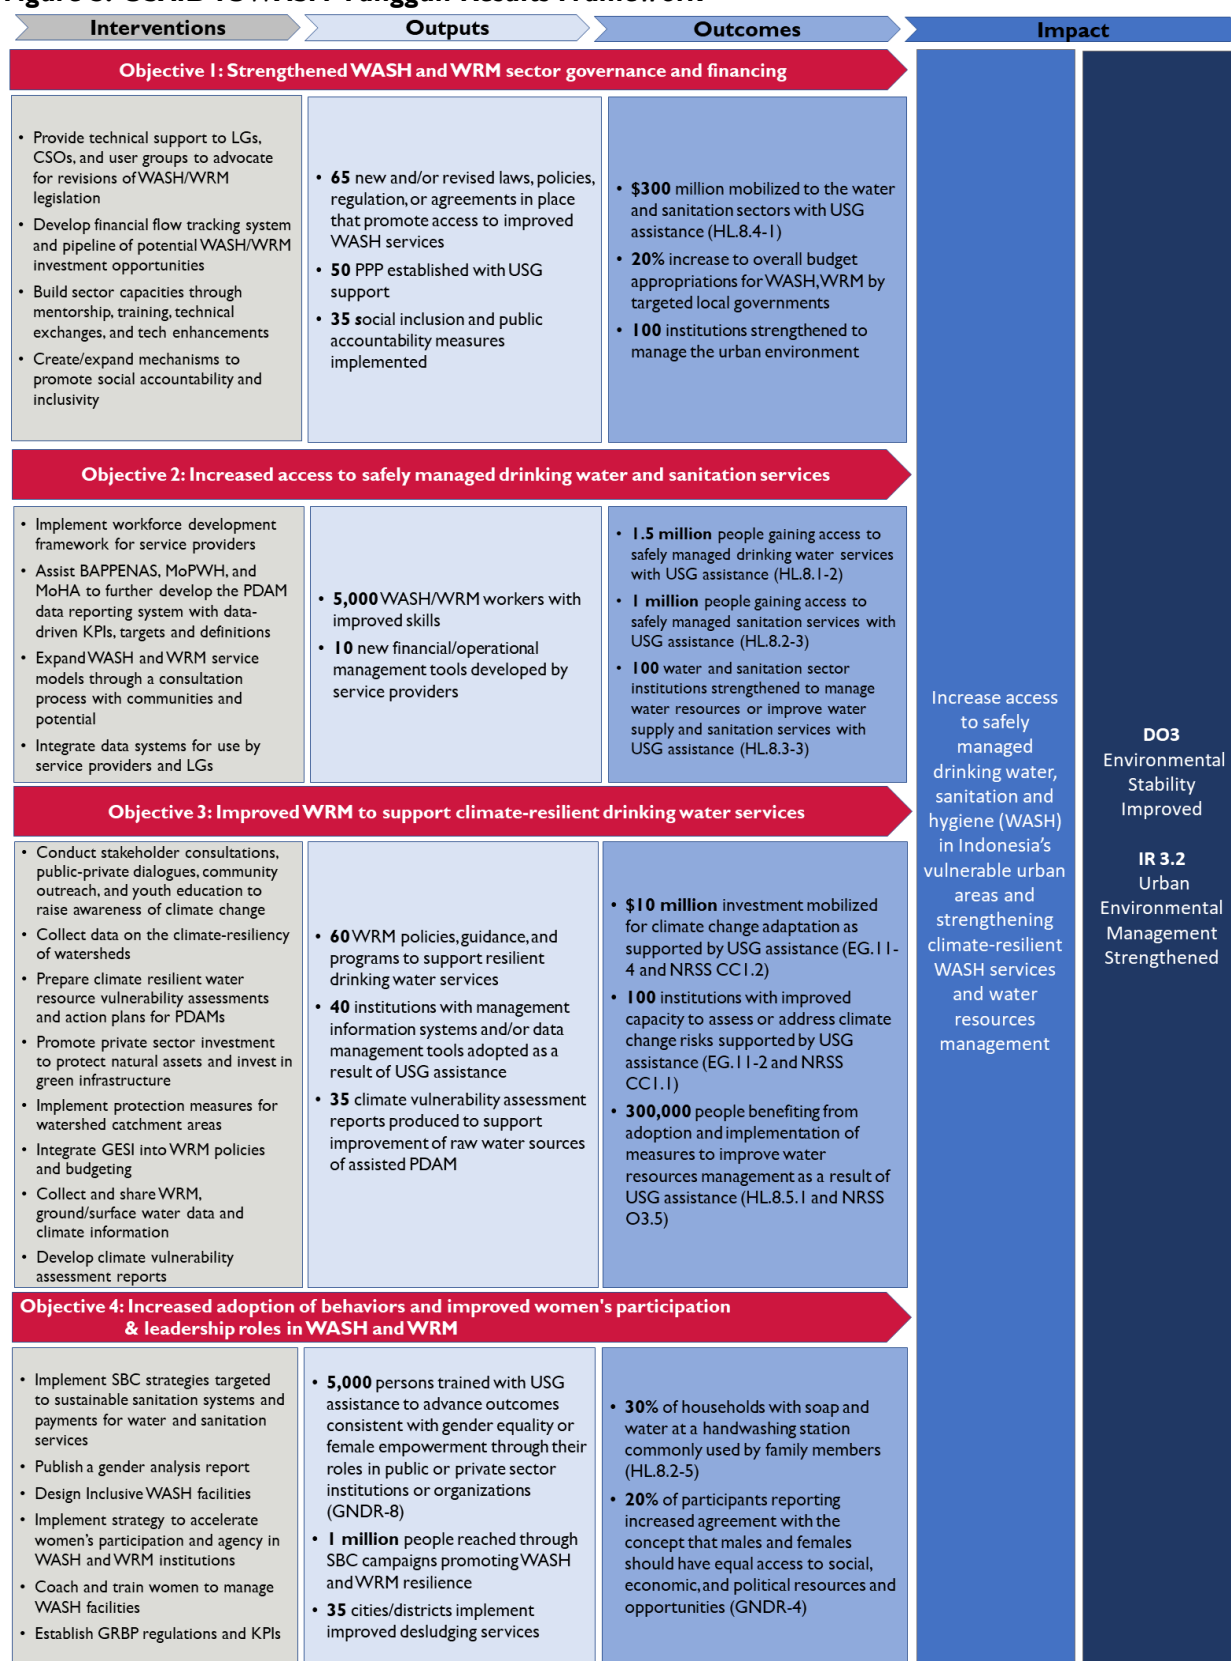 Figure 3: USAID IUWASH Tangguh Results Framework
Interventions
Outputs
Outcomes
Impact
Objective 1: Strengthened WASH and WRM sector governance and financing
• Provide technical support to LGs,
CSOs, and user groups to advocate
for revisions of WASH/WRM
legislation
• Develop financial flow tracking system
and pipeline of potential WASH/WRM
investment opportunities
• Build sector capacities through
mentorship, training, technical
exchanges, and tech enhancements
• Create/expand mechanisms to
promote social accountability and
inclusivity
• 65 new and/or revised laws, policies,
regulation, or agreements in place
that promote access to improved
WASH services
• 50 PPP established with USG
support
• 35 social inclusion and public
accountability measures
implemented
• $300 million mobilized to the water
and sanitation sectors with USG
assistance (HL.8.4-1)
• 20% increase to overall budget
appropriations for WASH, WRM by
targeted local governments
• 100 institutions strengthened to
manage the urban environment
Objective 2: Increased access to safely managed drinking water and sanitation services
• Implement workforce development
framework for service providers
• Assist BAPPENAS, MoPWH, and
MoHA to further develop the PDAM
data reporting system with data-
driven KPIs, targets and definitions
• Expand WASH and WRM service
models through a consultation
process with communities and
potential
• Integrate data systems for use by
service providers and LGs
• 5,000 WASH/WRM workers with
improved skills
• 10 new financial/operational
management tools developed by
service providers
• 1.5 million people gaining access to
safely managed drinking water services
with USG assistance (HL.8.1-2)
• 1 million people gaining access to
safely managed sanitation services with
USG assistance (HL.8.2-3)
• 100 water and sanitation sector
institutions strengthened to manage
water resources or improve water
supply and sanitation services with
USG assistance (HL.8.3-3)
Objective 3: Improved WRM to support climate-resilient drinking water services
• Conduct stakeholder consultations,
public-private dialogues, community
outreach, and youth education to
raise awareness of climate change
• Collect data on the climate-resiliency
of watersheds
• Prepare climate resilient water
resource vulnerability assessments
and action plans for PDAMs
• Promote private sector investment
to protect natural assets and invest in
green infrastructure
• Implement protection measures for
watershed catchment areas
• Integrate GESI into WRM policies
and budgeting
• Collect and share WRM,
ground/surface water data and
climate information
• Develop climate vulnerability
assessment reports
• 60 WRM policies, guidance, and
programs to support resilient
drinking water services
• 40 institutions with management
information systems and/or data
management tools adopted as a
result of USG assistance
• 35 climate vulnerability assessment
reports produced to support
improvement of raw water sources
of assisted PDAM
• $10 million investment mobilized
for climate change adaptation as
supported by USG assistance (EG.11-
4 and NRSS CC1.2)
• 100 institutions with improved
capacity to assess or address climate
change risks supported by USG
assistance (EG.11-2 and NRSS
CC1.1)
• 300,000 people benefiting from
adoption and implementation of
measures to improve water
resources management as a result of
USG assistance (HL.8.5.1 and NRSS
O3.5)
Objective 4: Increased adoption of behaviors and improved women's participation
& leadership roles in WASH and WRM
• Implement SBC strategies targeted
to sustainable sanitation systems and
payments for water and sanitation
services
• Publish a gender analysis report
• Design Inclusive WASH facilities
• Implement strategy to accelerate
women's participation and agency in
WASH and WRM institutions
• Coach and train women to manage
WASH facilities
• Establish GRBP regulations and KPIs
• 5,000 persons trained with USG
assistance to advance outcomes
consistent with gender equality or
female empowerment through their
roles in public or private sector
institutions or organizations
(GNDR-8)
• 1 million people reached through
SBC campaigns promoting WASH
and WRM resilience
• 35 cities/districts implement
improved desludging services
• 30% of households with soap and
water at a handwashing station
commonly used by family members
(HL.8.2-5)
• 20% of participants reporting
increased agreement with the
concept that males and females
should have equal access to social,
economic, and political resources and
opportunities (GNDR-4)
Increase access
to safely
managed
drinking water,
sanitation and
hygiene (WASH)
in Indonesia's
vulnerable urban
areas and
strengthening
climate-resilient
WASH services
and water
resources
management
DO3
Environmental
Stability
Improved
IR 3.2
Urban
Environmental
Management
Strengthened